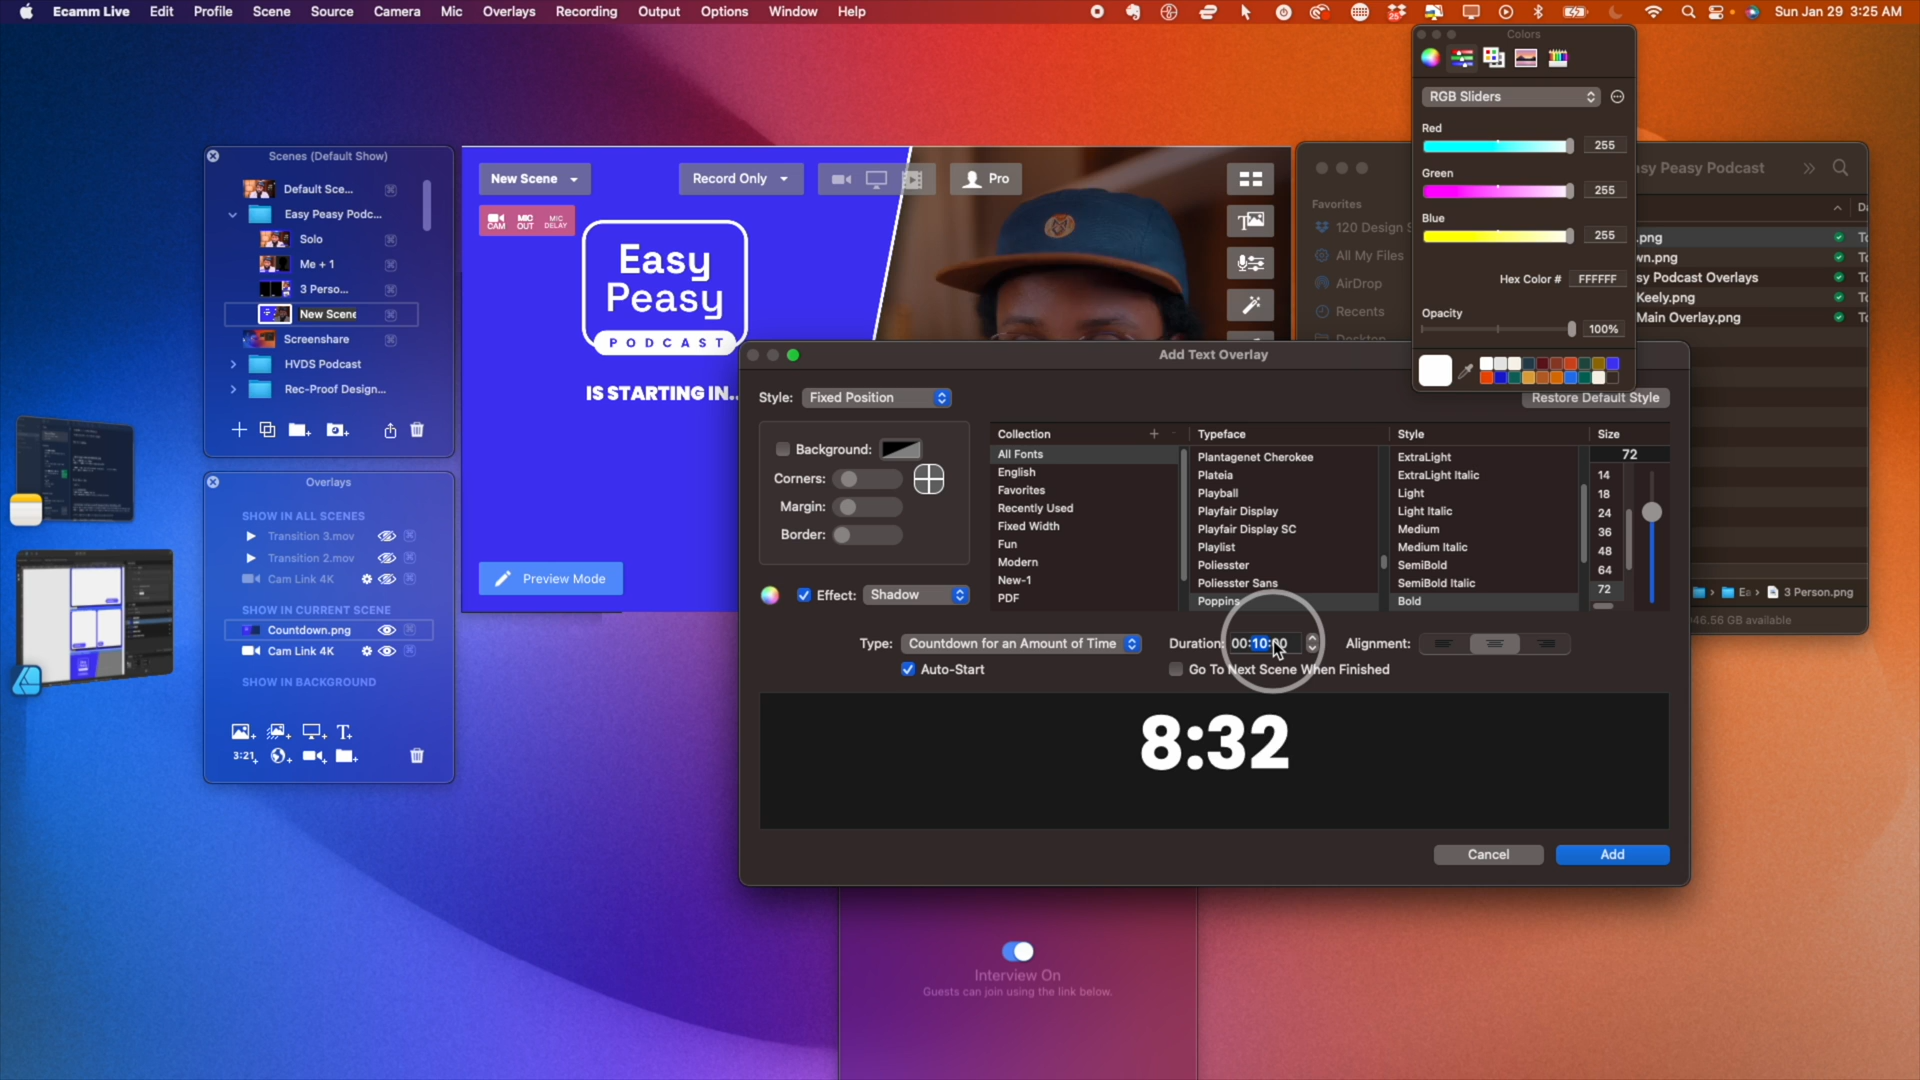 Ecamm Live Edit Profile Scene Source Camera Mic Overlays Recording Output Options Window Help
25
Sun Jan 29 3:25 AM
Colors
RGB Sliders
Red
255
Green
255
Blue
255
Hex Color # FFFFFF
Opacity
100%
Scenes (Default Show)
Default Sce...
Easy Peasy Podc...
Solo
Me + 1
3 Perso...
New Scene
Screenshare
HVDS Podcast
Rec-Proof Design...
New Scene
Record Only
Pro
CAM
MIC OUT
MIC DELAY
Easy
Peasy
PODCAST
IS STARTING IN..
Preview Mode
sy Peasy Podcast
Favorites
120 Design S
All My Files
AirDrop
Recents
Desktop
.png
wn.png
sy Podcast Overlays
Keely.png
Main Overlay.png
3 Person.png
46.56 GB available
Overlays
SHOW IN ALL SCENES
Transition 3.mov
Transition 2.mov
Cam Link 4K
SHOW IN CURRENT SCENE
Countdown.png
Cam Link 4K
SHOW IN BACKGROUND
3:21
Add Text Overlay
Style: Fixed Position
Restore Default Style
Background:
Corners:
Margin:
Border:
Effect: Shadow
Collection
All Fonts
English
Favorites
Recently Used
Fixed Width
Fun
Modern
New-1
PDF
Typeface
Plantagenet Cherokee
Plateia
Playball
Playfair Display
Playfair Display SC
Playlist
Poliesster
Poliesster Sans
Poppins
Style
ExtraLight
ExtraLight Italic
Light
Light Italic
Medium
Medium Italic
SemiBold
SemiBold Italic
Bold
Size
72
14
18
24
36
48
64
72
Type: Countdown for an Amount of Time
Duration: 00:10:00
Alignment:
Auto-Start
Go To Next Scene When Finished
8:32
Cancel
Add
Interview On
Guests can join using the link below.